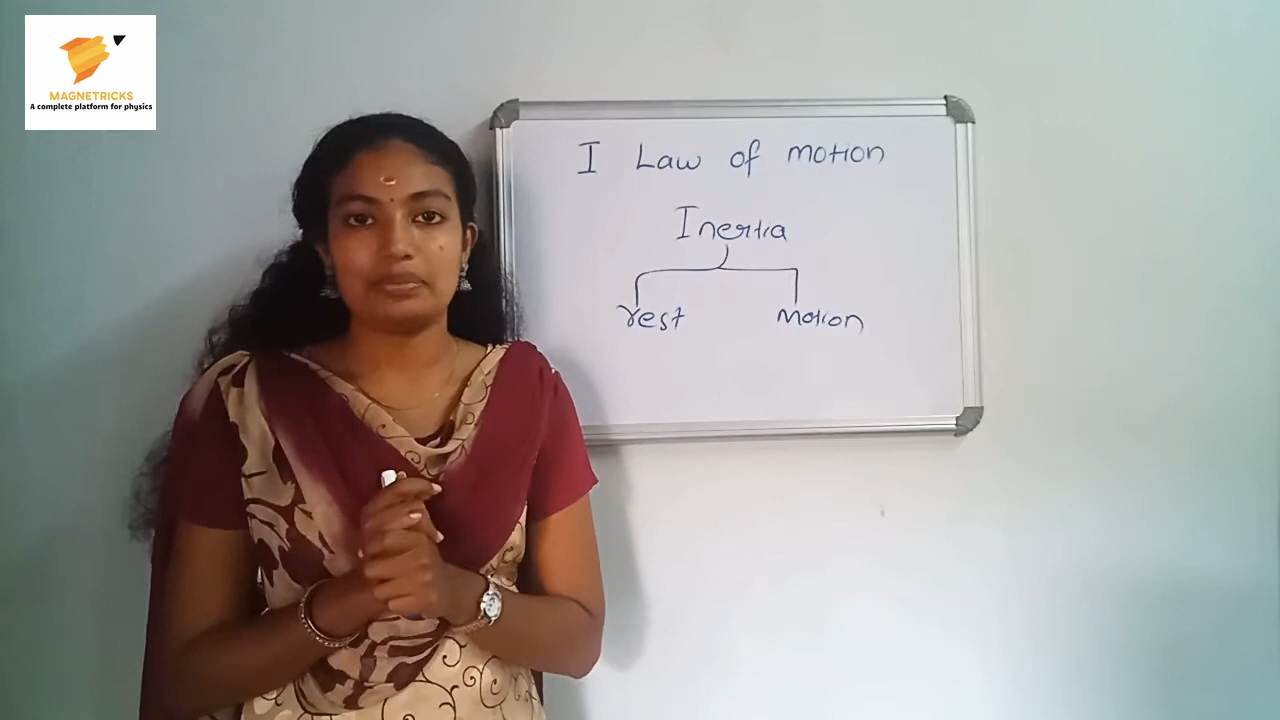 MAGNETRICKS
A complete platform for physics
I Law of motion
Inertia
rest motion